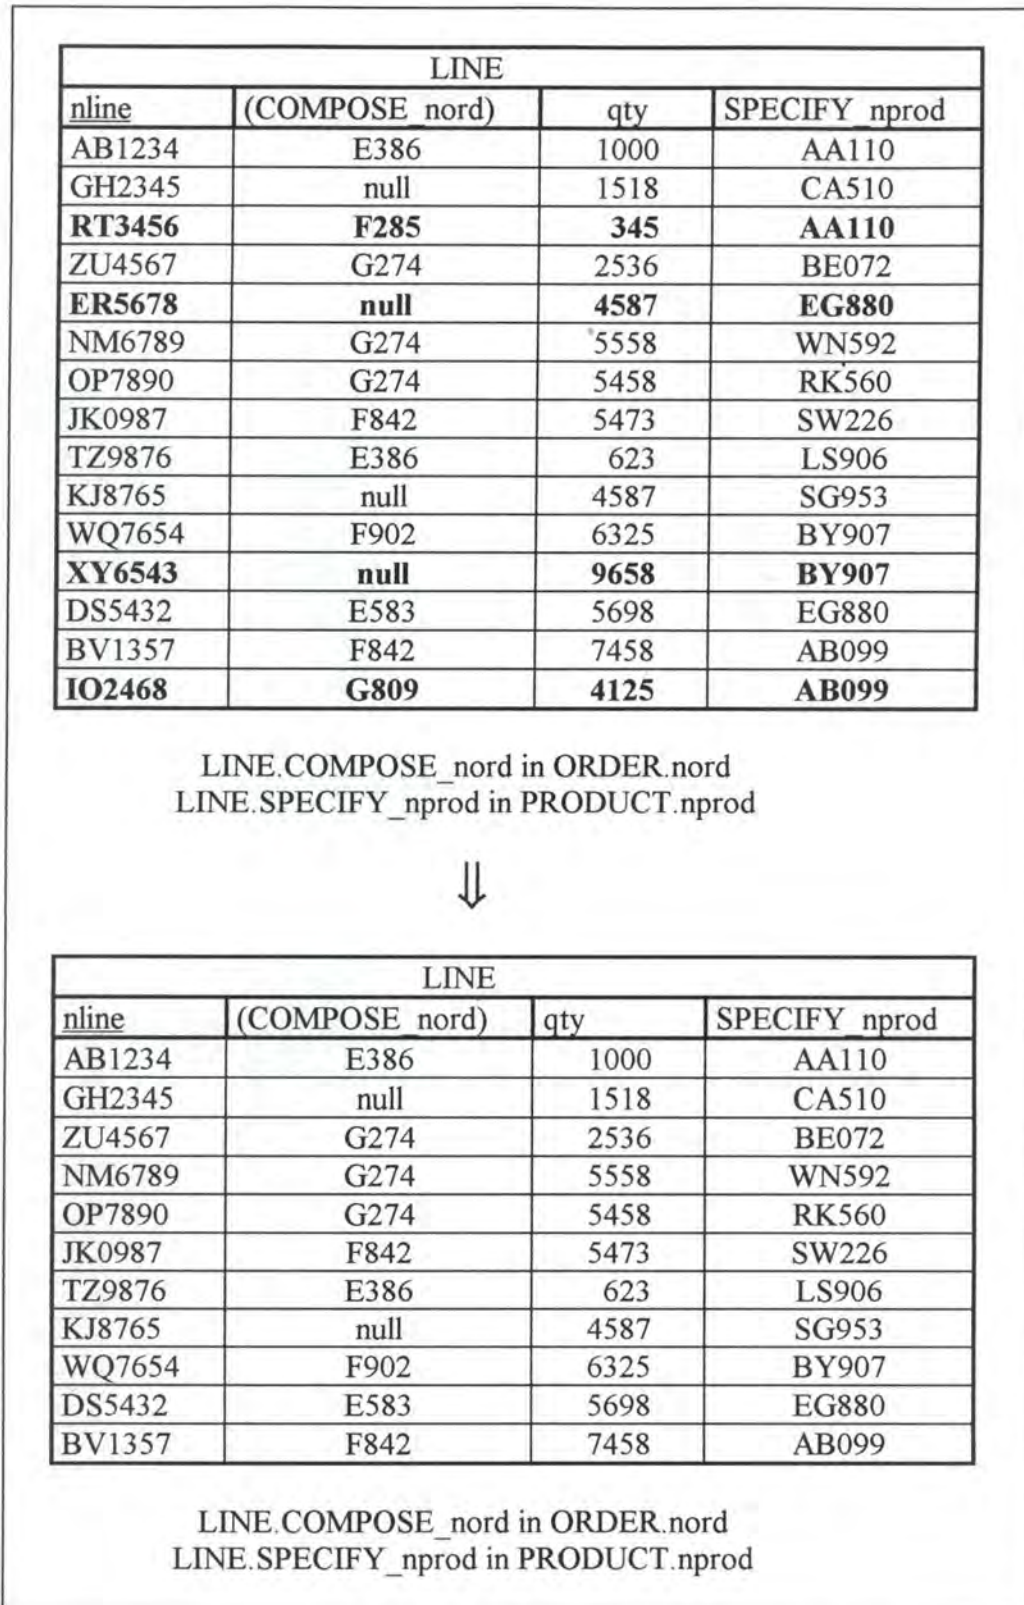 LINE
nline (COMPOSE_nord) qty SPECIFY_nprod
AB1234 E386 1000 AA110
GH2345 null 1518 CA510
RT3456 F285 345 AA110
ZU4567 G274 2536 BE072
ER5678 null 4587 EG880
NM6789 G274 5558 WN592
OP7890 G274 5458 RK560
JK0987 F842 5473 SW226
TZ9876 E386 623 LS906
KJ8765 null 4587 SG953
WQ7654 F902 6325 BY907
XY6543 null 9658 BY907
DS5432 E583 5698 EG880
BV1357 F842 7458 AB099
IO2468 G809 4125 AB099
LINE.COMPOSE_nord in ORDER.nord
LINE.SPECIFY_nprod in PRODUCT.nprod
⇓
LINE
nline (COMPOSE_nord) qty SPECIFY_nprod
AB1234 E386 1000 AA110
GH2345 null 1518 CA510
ZU4567 G274 2536 BE072
NM6789 G274 5558 WN592
OP7890 G274 5458 RK560
JK0987 F842 5473 SW226
TZ9876 E386 623 LS906
KJ8765 null 4587 SG953
WQ7654 F902 6325 BY907
DS5432 E583 5698 EG880
BV1357 F842 7458 AB099
LINE.COMPOSE_nord in ORDER.nord
LINE.SPECIFY_nprod in PRODUCT.nprod